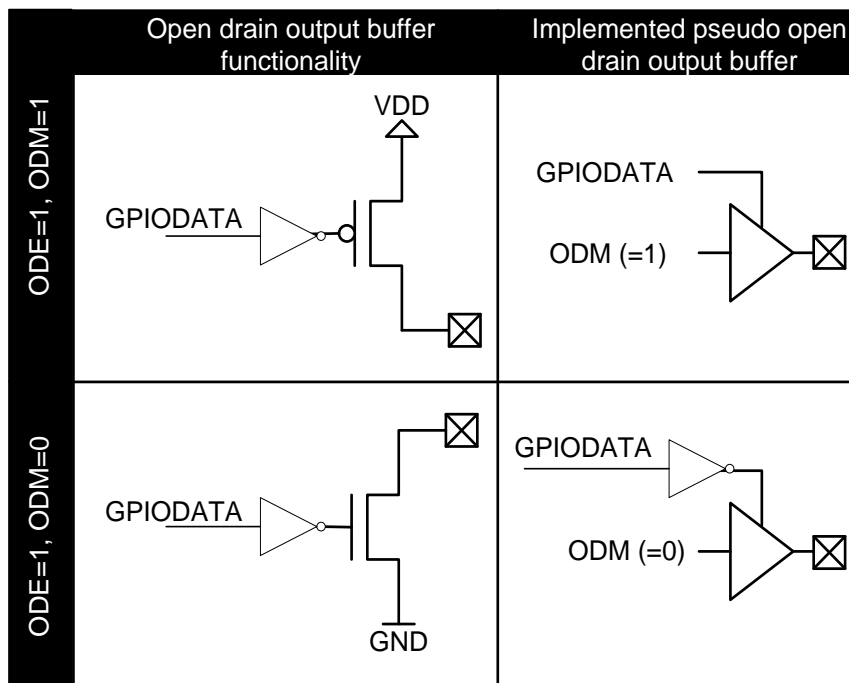 Open drain output buffer
functionality
Implemented pseudo open
drain output buffer
ODE=1, ODM=1
VDD
GPIODATA
GPIODATA
ODM (=1)
ODE=1, ODM=0
GPIODATA
GND
GPIODATA
ODM (=0)